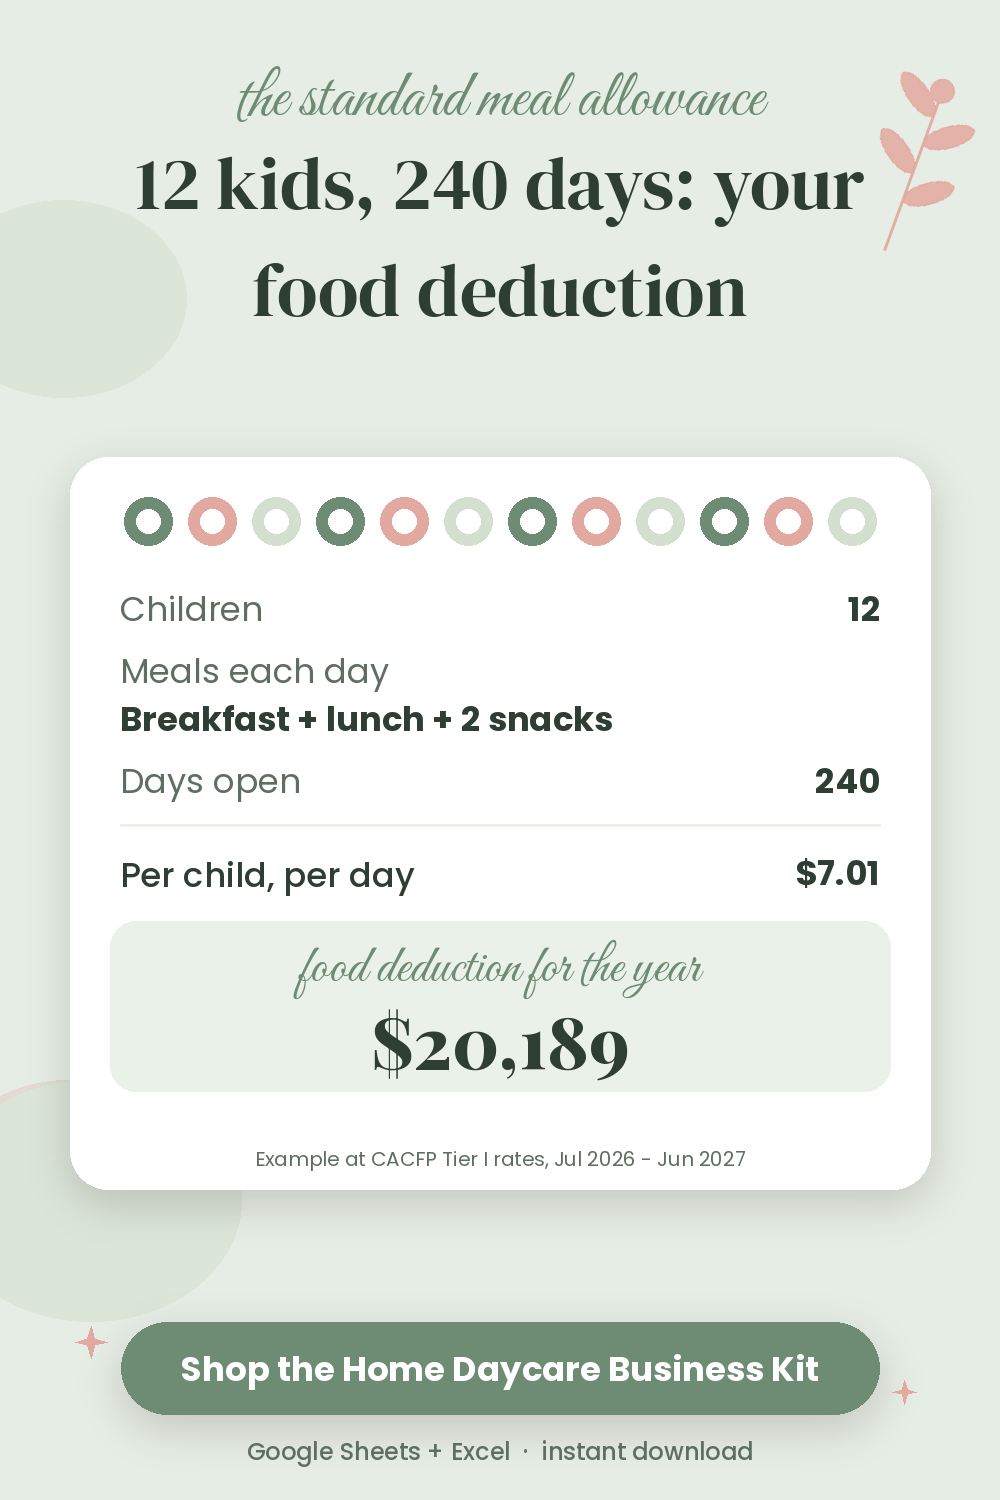 the standard meal allowance
12 kids, 240 days: your
food deduction
Children 12
Meals each day
Breakfast + lunch + 2 snacks
Days open 240
Per child, per day $7.01
food deduction for the year
$20,189
Example at CACFP Tier I rates, Jul 2026 - Jun 2027
Shop the Home Daycare Business Kit
Google Sheets + Excel · instant download